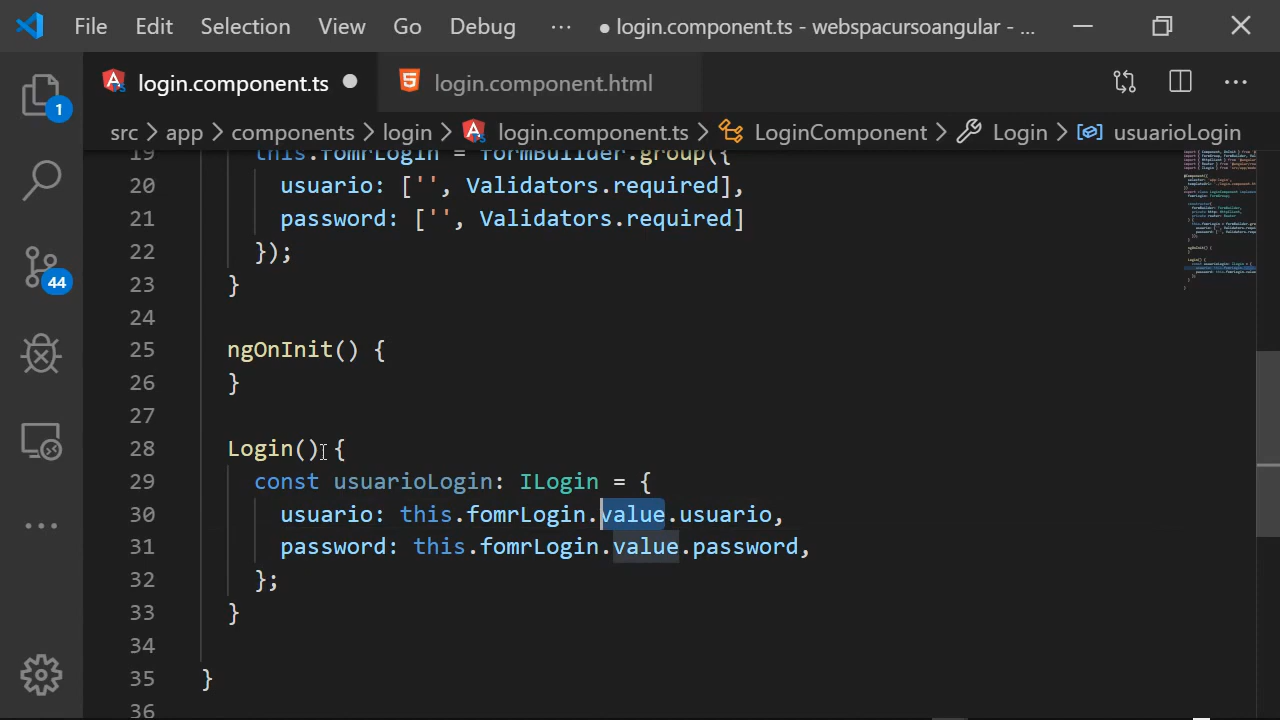 File Edit Selection View Go Debug ··· ● login.component.ts - webspacursoangular - ...
login.component.ts ● login.component.html
src > app > components > login > login.component.ts > LoginComponent > Login > usuarioLogin
19 this.fomrLogin = formBuilder.group({
20 usuario: ['', Validators.required],
21 password: ['', Validators.required]
22 });
23 }
24
25 ngOnInit() {
26 }
27
28 Login() {
29 const usuarioLogin: ILogin = {
30 usuario: this.fomrLogin.value.usuario,
31 password: this.fomrLogin.value.password,
32 };
33 }
34
35 }
36
1
44